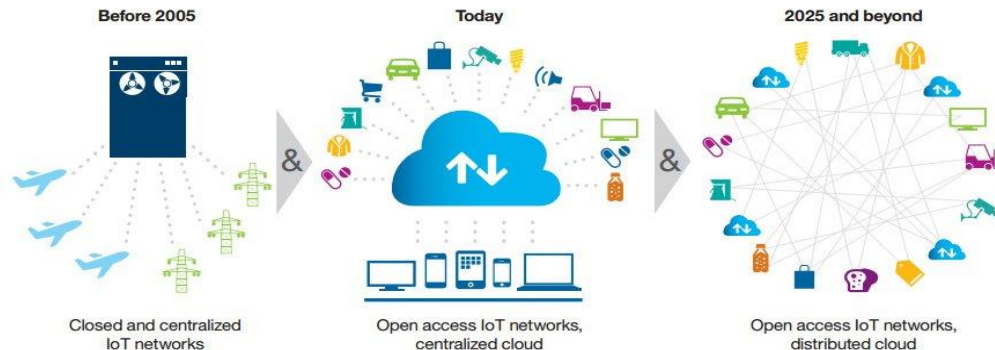 Before 2005
Today
2025 and beyond
&
&
Closed and centralized
IoT networks
Open access IoT networks,
centralized cloud
Open access IoT networks,
distributed cloud